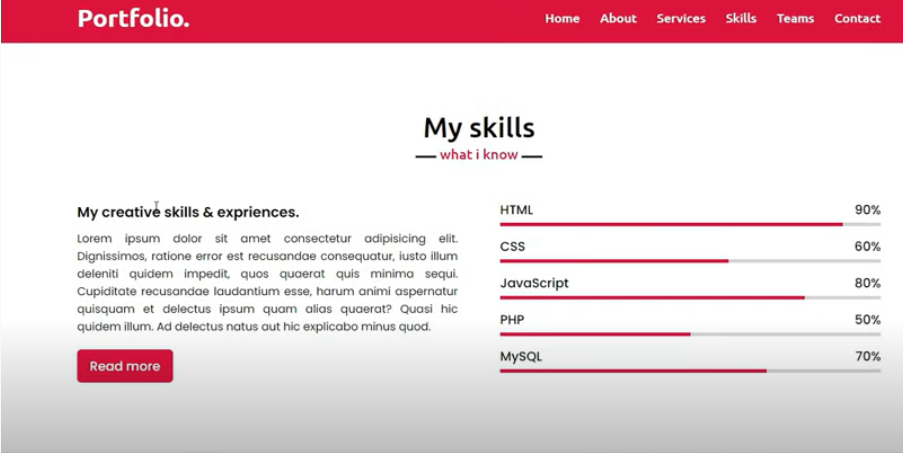 Portfolio.
Home About Services Skills Teams Contact
My skills
what i know
My creative skills & expriences.
Lorem ipsum dolor sit amet consectetur adipisicing elit.
Dignissimos, ratione error est recusandae consequatur, iusto illum
deleniti quidem impedit, quos quaerat quis minima sequi.
Cupiditate recusandae laudantium esse, harum animi aspernatur
quisquam et delectus ipsum quam alias quaerat? Quasi hic
quidem illum. Ad delectus natus aut hic explicabo minus quod.
Read more
HTML 90%
CSS 60%
JavaScript 80%
PHP 50%
MySQL 70%